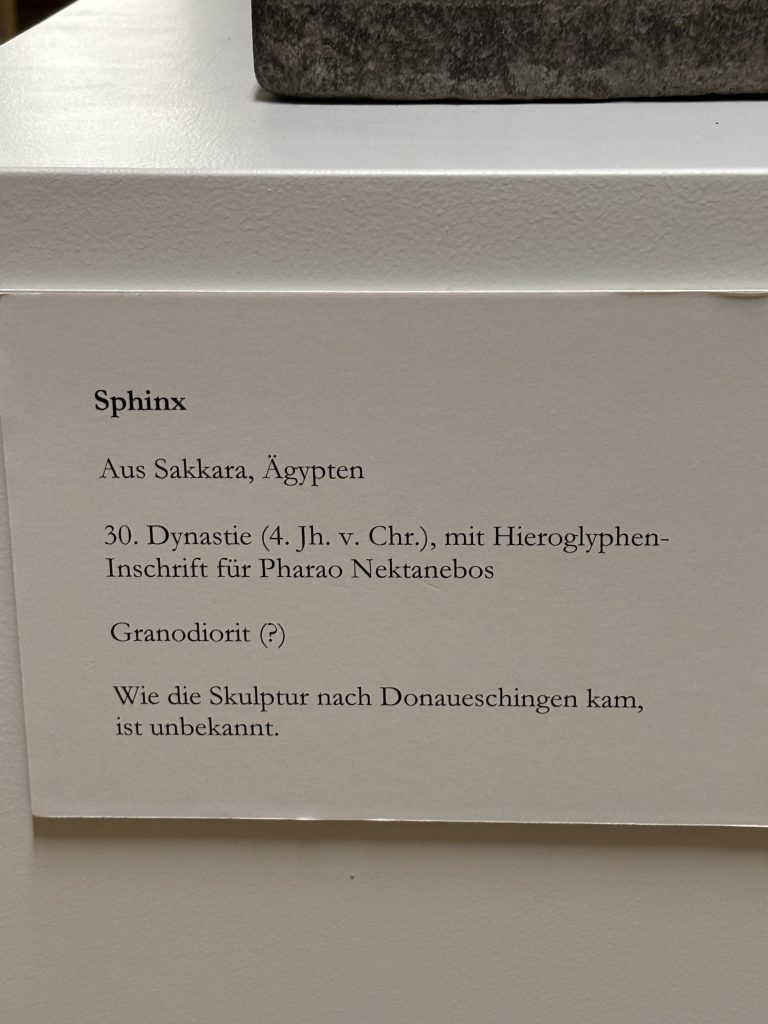 Sphinx
Aus Sakkara, Ägypten
30. Dynastie (4. Jh. v. Chr.), mit Hieroglyphen-
Inschrift für Pharao Nektanebos
Granodiorit (?)
Wie die Skulptur nach Donaueschingen kam,
ist unbekannt.